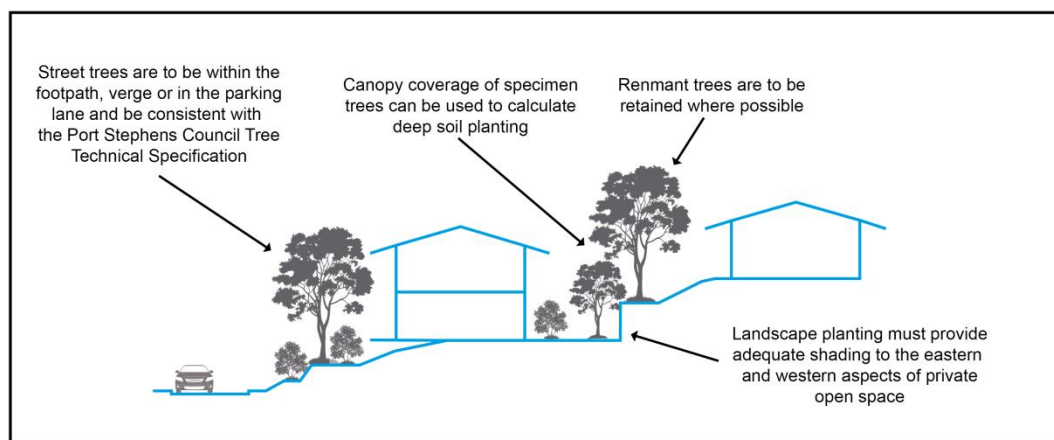 Street trees are to be within the
footpath, verge or in the parking
lane and be consistent with
the Port Stephens Council Tree
Technical Specification
Canopy coverage of specimen
trees can be used to calculate
deep soil planting
Renmant trees are to be
retained where possible
Landscape planting must provide
adequate shading to the eastern
and western aspects of private
open space